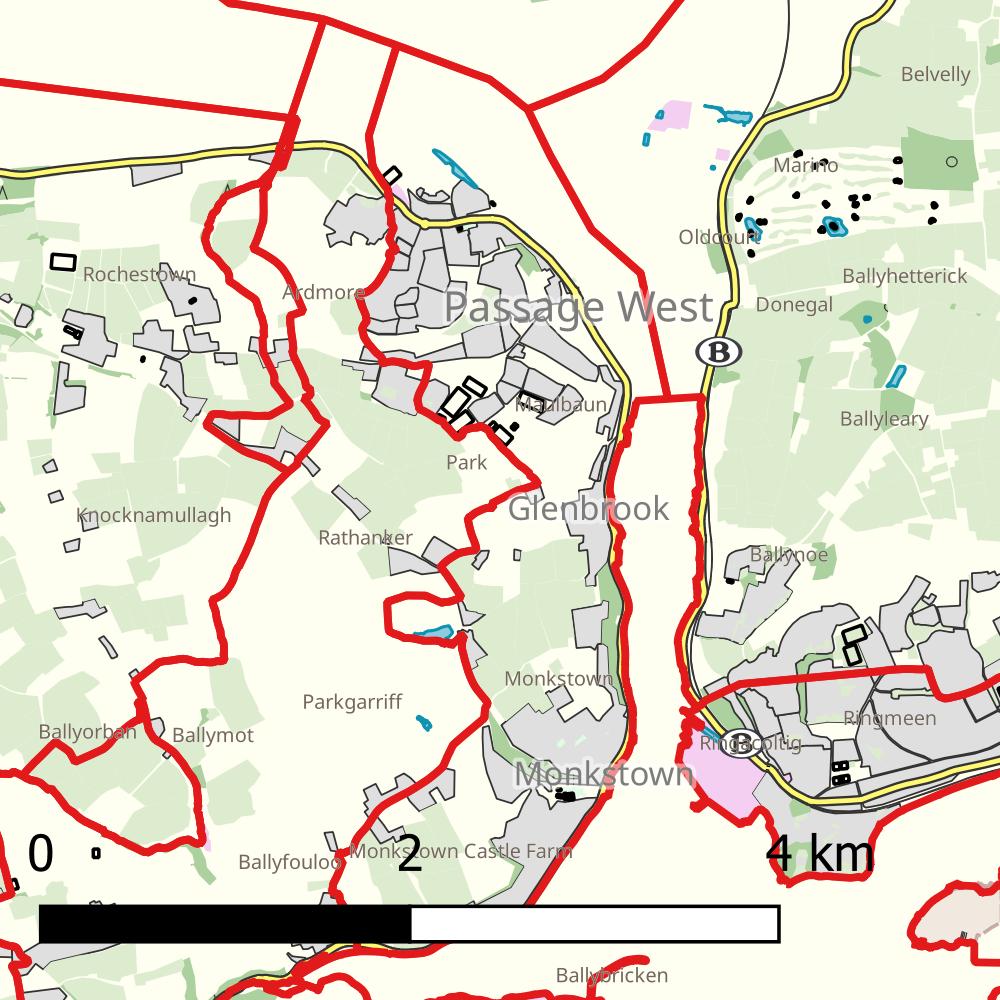 Belvelly
Marino
Oldcourt
Rochestown
Ballyhetterick
Ardmore
Donegal
Passage West
B
Maulbaun
Ballyleary
Park
Glenbrook
Knocknamullagh
Rathanker
Ballynoe
Monkstown
Parkgarriff
Ringmeen
Ballyorban
Ballymot
Ringacoltig
B
Monkstown
0 2 4 km
Monkstown Castle Farm
Ballyfouloo
Ballybricken